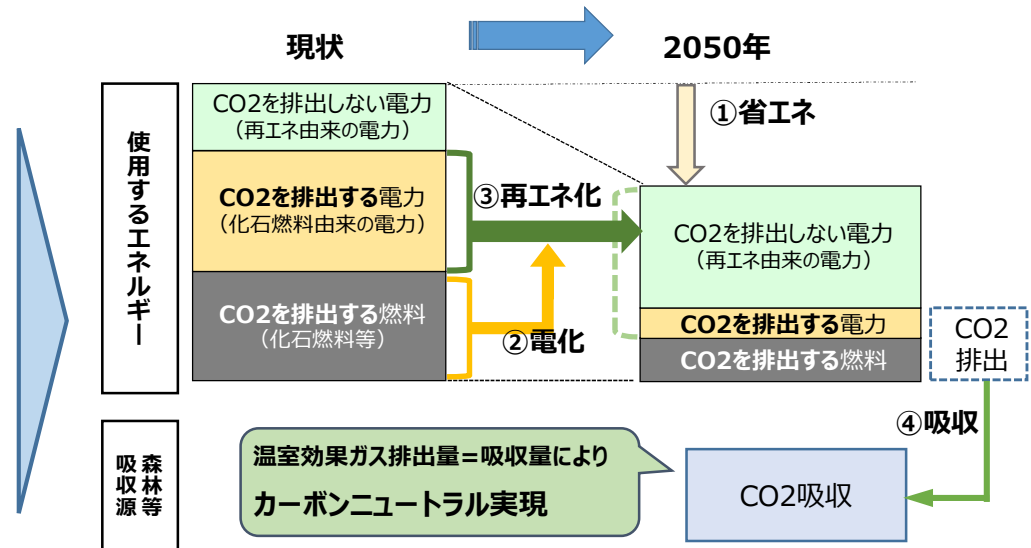 現状
2050年
使用するエネルギー
CO2を排出しない電力
（再エネ由来の電力）
CO2を排出する電力
（化石燃料由来の電力）
CO2を排出する燃料
（化石燃料等）
①省エネ
③再エネ化
②電化
CO2を排出しない電力
（再エネ由来の電力）
CO2を排出する電力
CO2を排出する燃料
CO2
排出
④吸収
森林等
吸収源
温室効果ガス排出量=吸収量により
カーボンニュートラル実現
CO2吸収